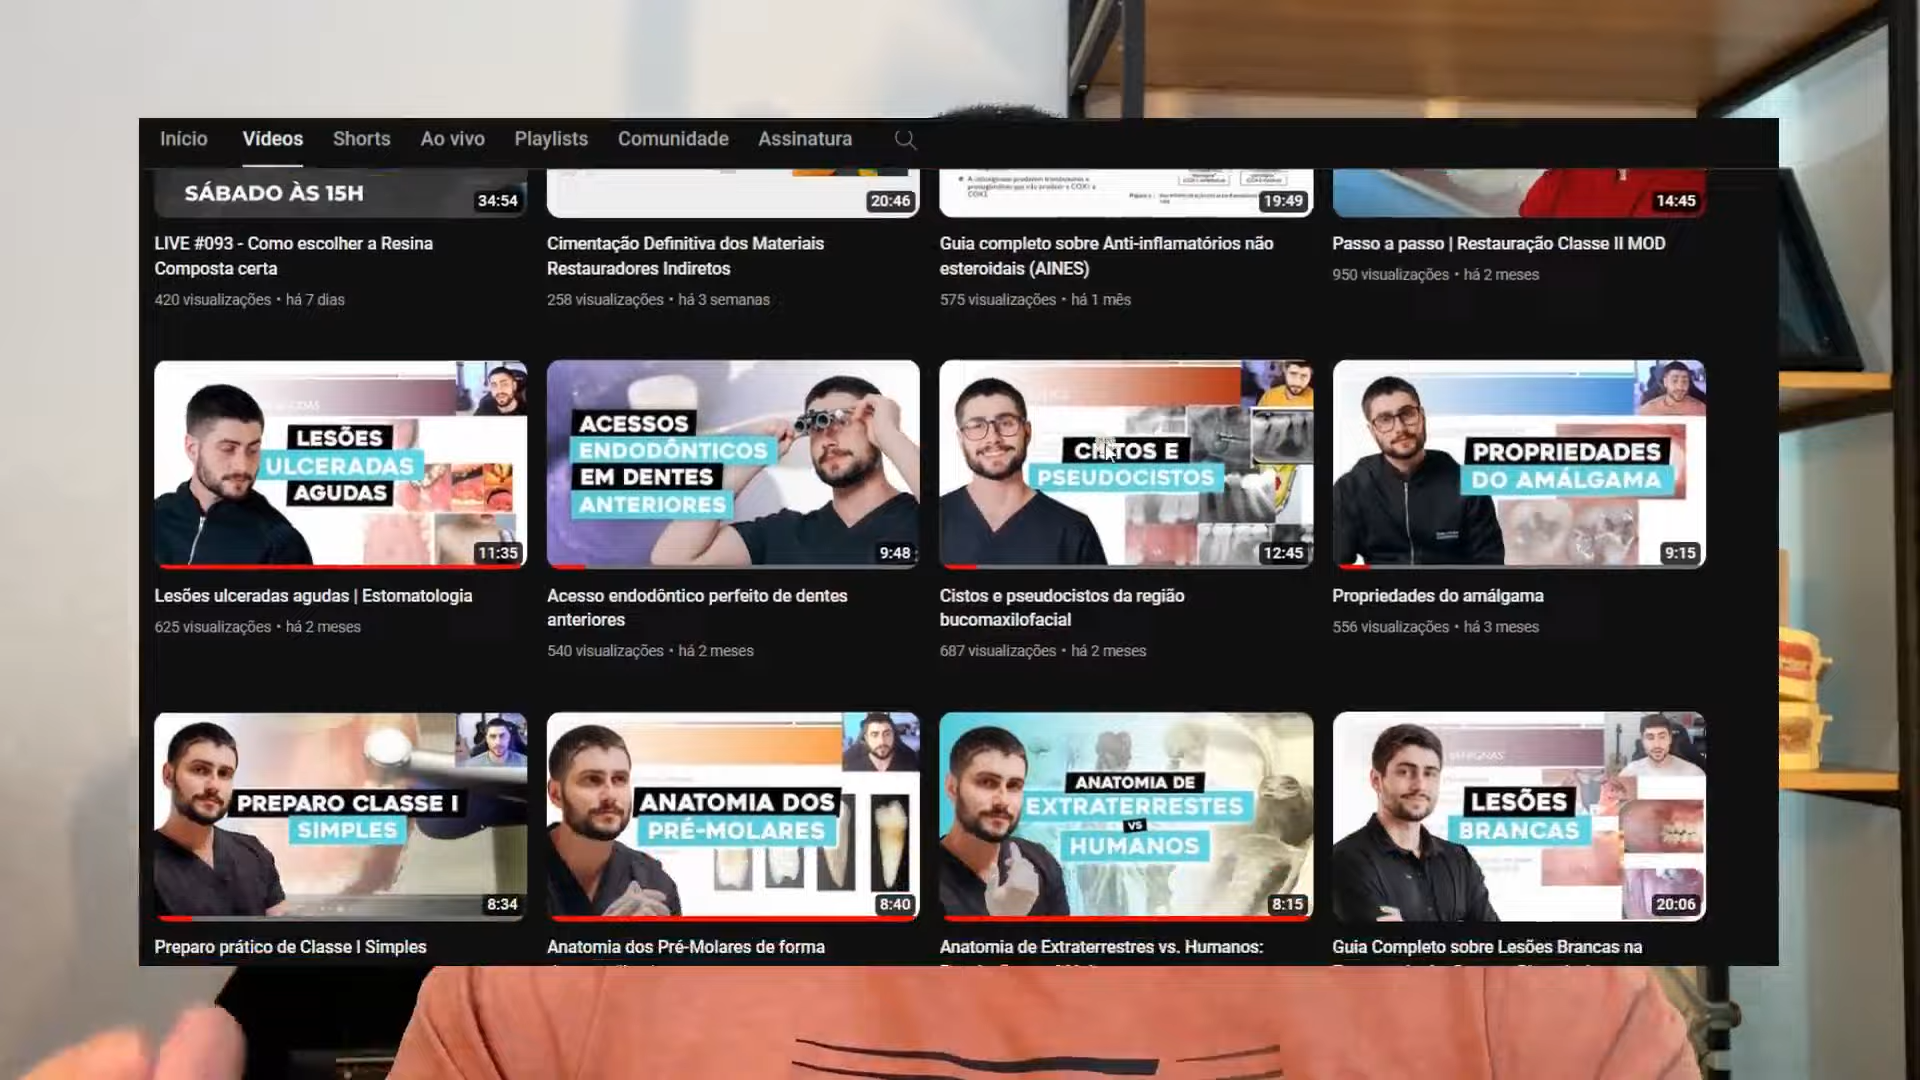 Início Vídeos Shorts Ao vivo Playlists Comunidade Assinatura
SÁBADO ÀS 15H
34:54
20:46
19:49
14:45
LIVE #093 - Como escolher a Resina
Composta certa
420 visualizações • há 7 dias
Cimentação Definitiva dos Materiais
Restauradores Indiretos
258 visualizações • há 3 semanas
Guia completo sobre Anti-inflamatórios não
esteroidais (AINES)
575 visualizações • há 1 mês
Passo a passo | Restauração Classe II MOD
950 visualizações • há 2 meses
LESÕES
ULCERADAS
AGUDAS
11:35
ACESSOS
ENDODÔNTICOS
EM DENTES
ANTERIORES
9:48
CISTOS E
PSEUDOCISTOS
12:45
PROPRIEDADES
DO AMÁLGAMA
9:15
Lesões ulceradas agudas | Estomatologia
625 visualizações • há 2 meses
Acesso endodôntico perfeito de dentes
anteriores
540 visualizações • há 2 meses
Cistos e pseudocistos da região
bucomaxilofacial
687 visualizações • há 2 meses
Propriedades do amálgama
556 visualizações • há 3 meses
PREPARO CLASSE I
SIMPLES
8:34
ANATOMIA DOS
PRÉ-MOLARES
8:40
ANATOMIA DE
EXTRATERRESTES
VS
HUMANOS
8:15
LESÕES
BRANCAS
20:06
Preparo prático de Classe I Simples
Anatomia dos Pré-Molares de forma
Anatomia de Extraterrestres vs. Humanos:
Guia Completo sobre Lesões Brancas na